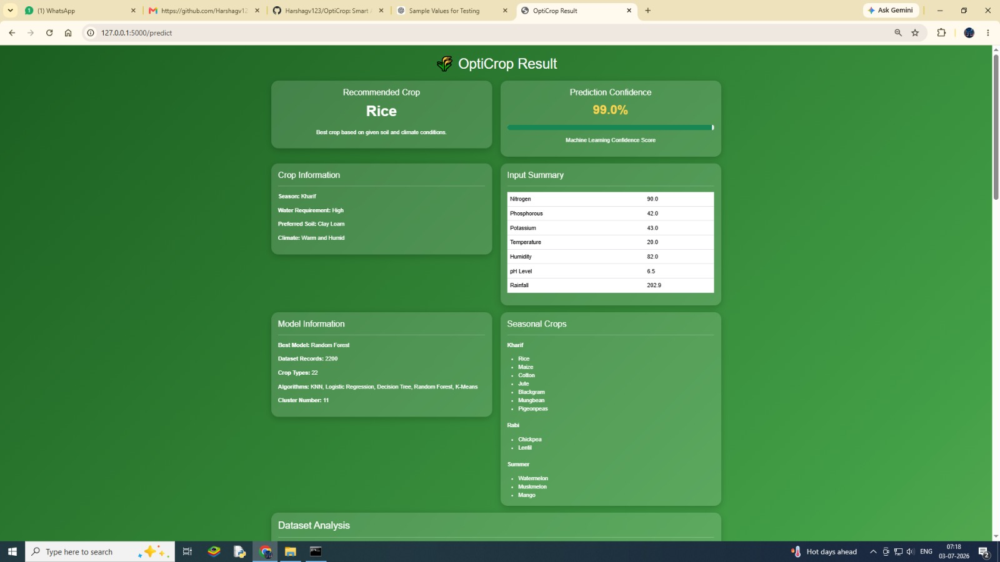 (1) WhatsApp
https://github.com/Harshagv12
Harshagv123/OptiCrop: Smart A
Sample Values for Testing
OptiCrop Result
Ask Gemini
127.0.0.1:5000/predict
OptiCrop Result
Recommended Crop
Rice
Best crop based on given soil and climate conditions.
Prediction Confidence
99.0%
Machine Learning Confidence Score
Crop Information
Season: Kharif
Water Requirement: High
Preferred Soil: Clay Loam
Climate: Warm and Humid
Input Summary
Nitrogen 90.0
Phosphorous 42.0
Potassium 43.0
Temperature 20.0
Humidity 82.0
pH Level 6.5
Rainfall 202.9
Model Information
Best Model: Random Forest
Dataset Records: 2200
Crop Types: 22
Algorithms: KNN, Logistic Regression, Decision Tree, Random Forest, K-Means
Cluster Number: 11
Seasonal Crops
Kharif
• Rice
• Maize
• Cotton
• Jute
• Blackgram
• Mungbean
• Pigeonpeas
Rabi
• Chickpea
• Lentil
Summer
• Watermelon
• Muskmelon
• Mango
Dataset Analysis
Type here to search
Hot days ahead
ENG
07:18
03-07-2026
2